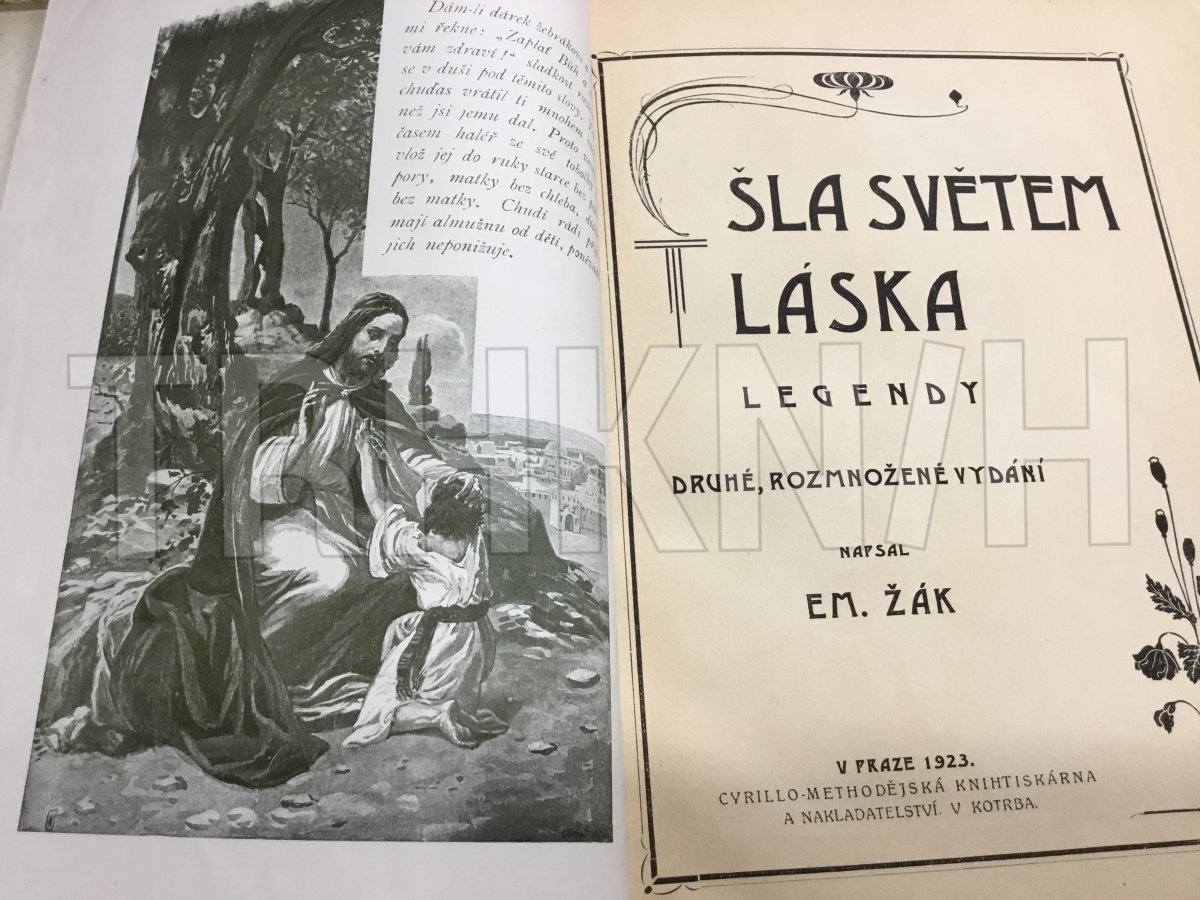 Dám-li dárek žebrákovi a
mi řekne: „Zaplať Bůh a
vám zdraví!“ sladkost
se v duši pod těmito slovy.
chuďas vrátil ti mnohem
než jsi jemu dal. Proto
časem haléř ze své tobolky
vlož jej do ruky starce bez
pory, matky bez chleba,
bez matky. Chudí rádi
mají almužnu od dětí,
jich neponižuje.
ŠLA SVĚTEM
LÁSKA
LEGENDY
DRUHÉ, ROZMNOŽENÉ VYDÁNÍ
NAPSAL
EM. ŽÁK
V PRAZE 1923.
CYRILLO-METHODĚJSKÁ KNIHTISKÁRNA
A NAKLADATELSTVÍ. V KOTRBA.
TRHKNIH